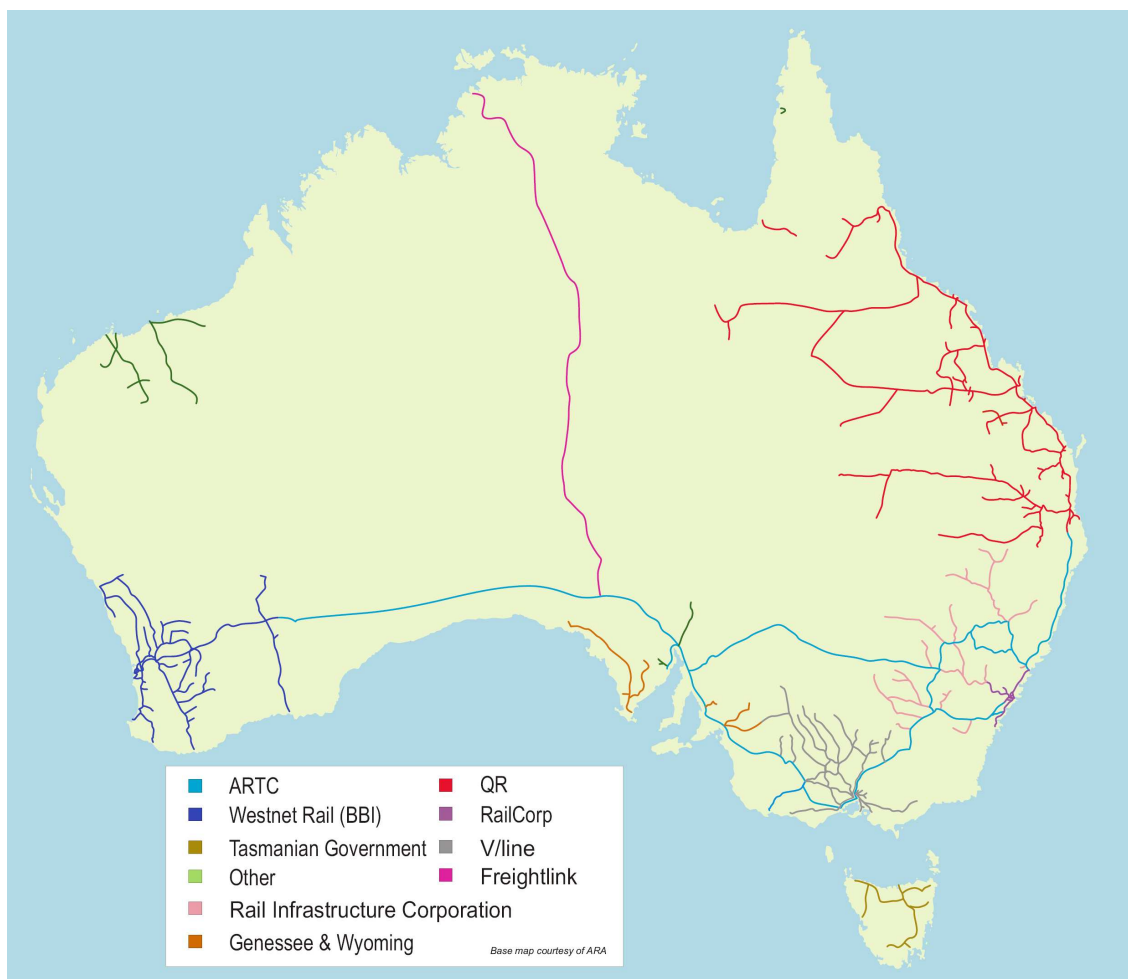 ARTC
Westnet Rail (BBI)
Tasmanian Government
Other
Rail Infrastructure Corporation
Genessee & Wyoming
QR
RailCorp
V/line
Freightlink
Base map courtesy of ARA